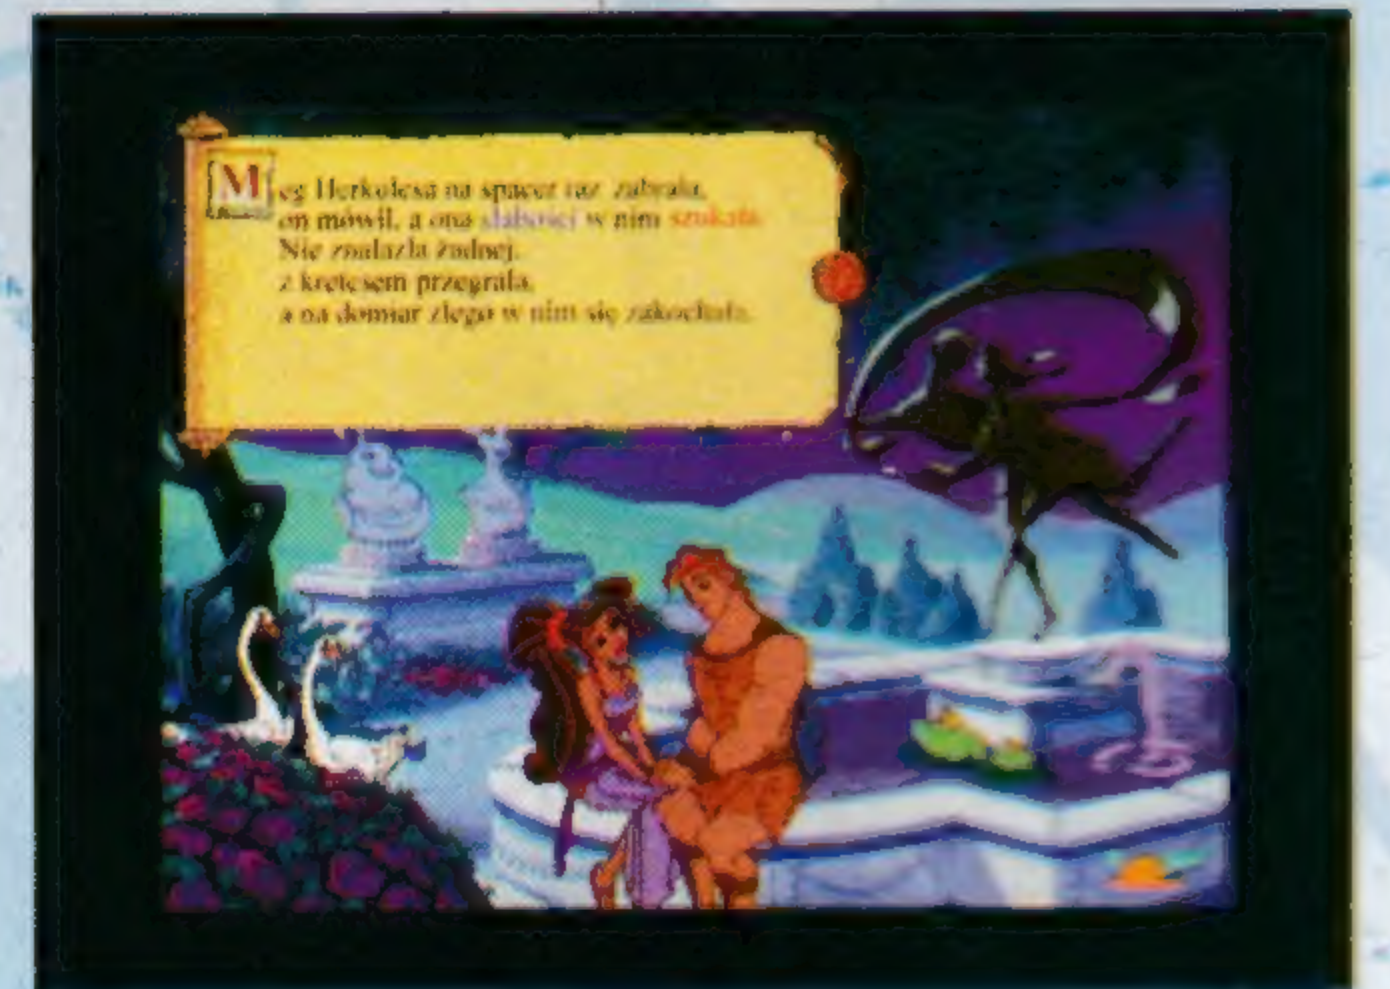 Meg Herkulesa na spacer raz zabrała,
on mówił, a ona słabości w nim szukała.
Nie znalazła żadnej,
z kretesem przegrała,
a na domiar złego w nim się zakochała.